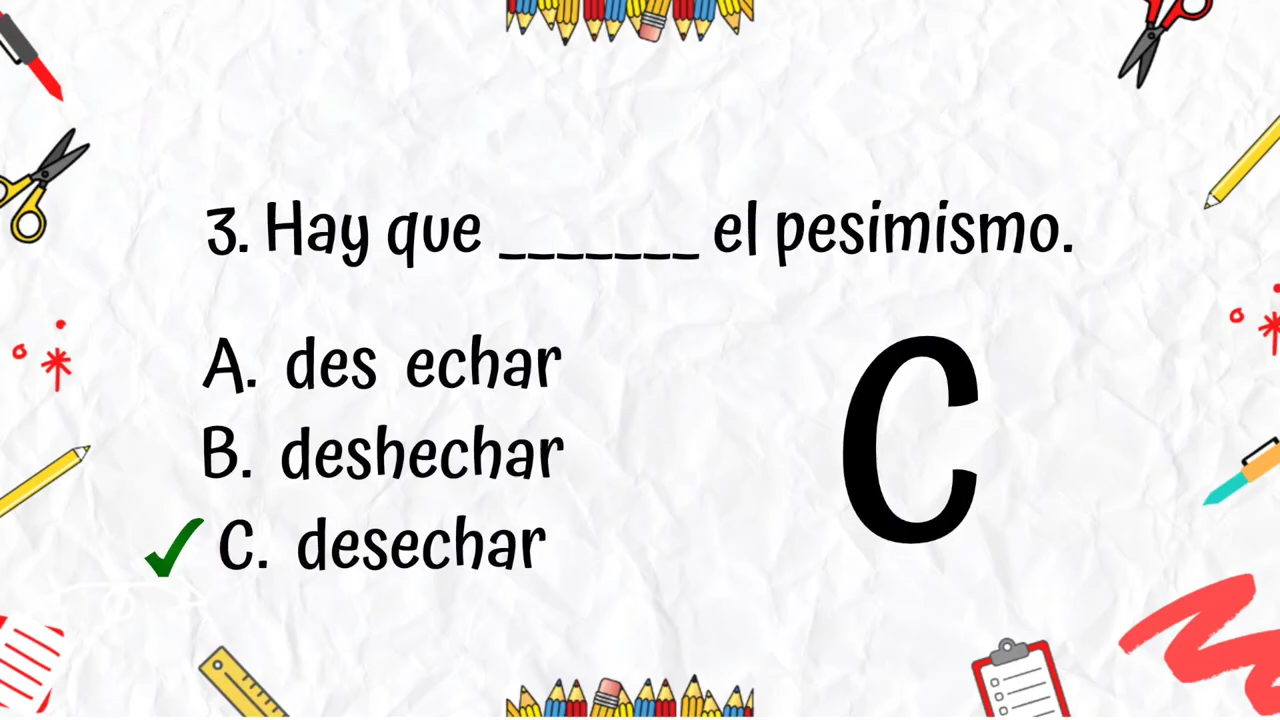 3. Hay que _______ el pesimismo.
A. des echar
B. deshechar
✓ C. desechar
C